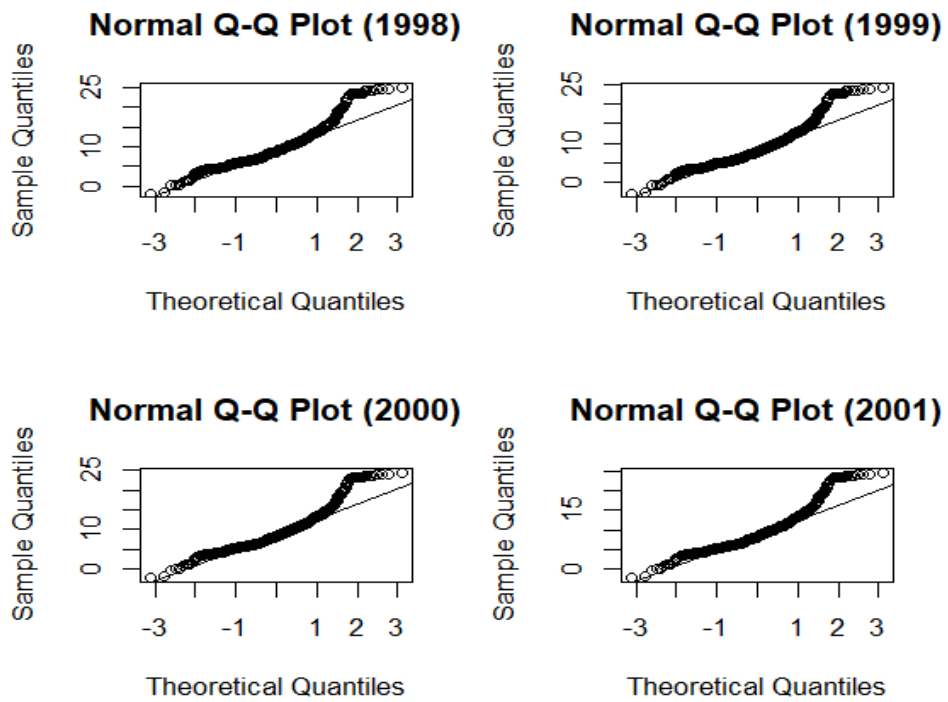 Normal Q-Q Plot (1998)
Sample Quantiles
0 10 25
-3 -1 1 2 3
Theoretical Quantiles
Normal Q-Q Plot (1999)
Sample Quantiles
0 10 25
-3 -1 1 2 3
Theoretical Quantiles
Normal Q-Q Plot (2000)
Sample Quantiles
0 10 25
-3 -1 1 2 3
Theoretical Quantiles
Normal Q-Q Plot (2001)
Sample Quantiles
0 15
-3 -1 1 2 3
Theoretical Quantiles